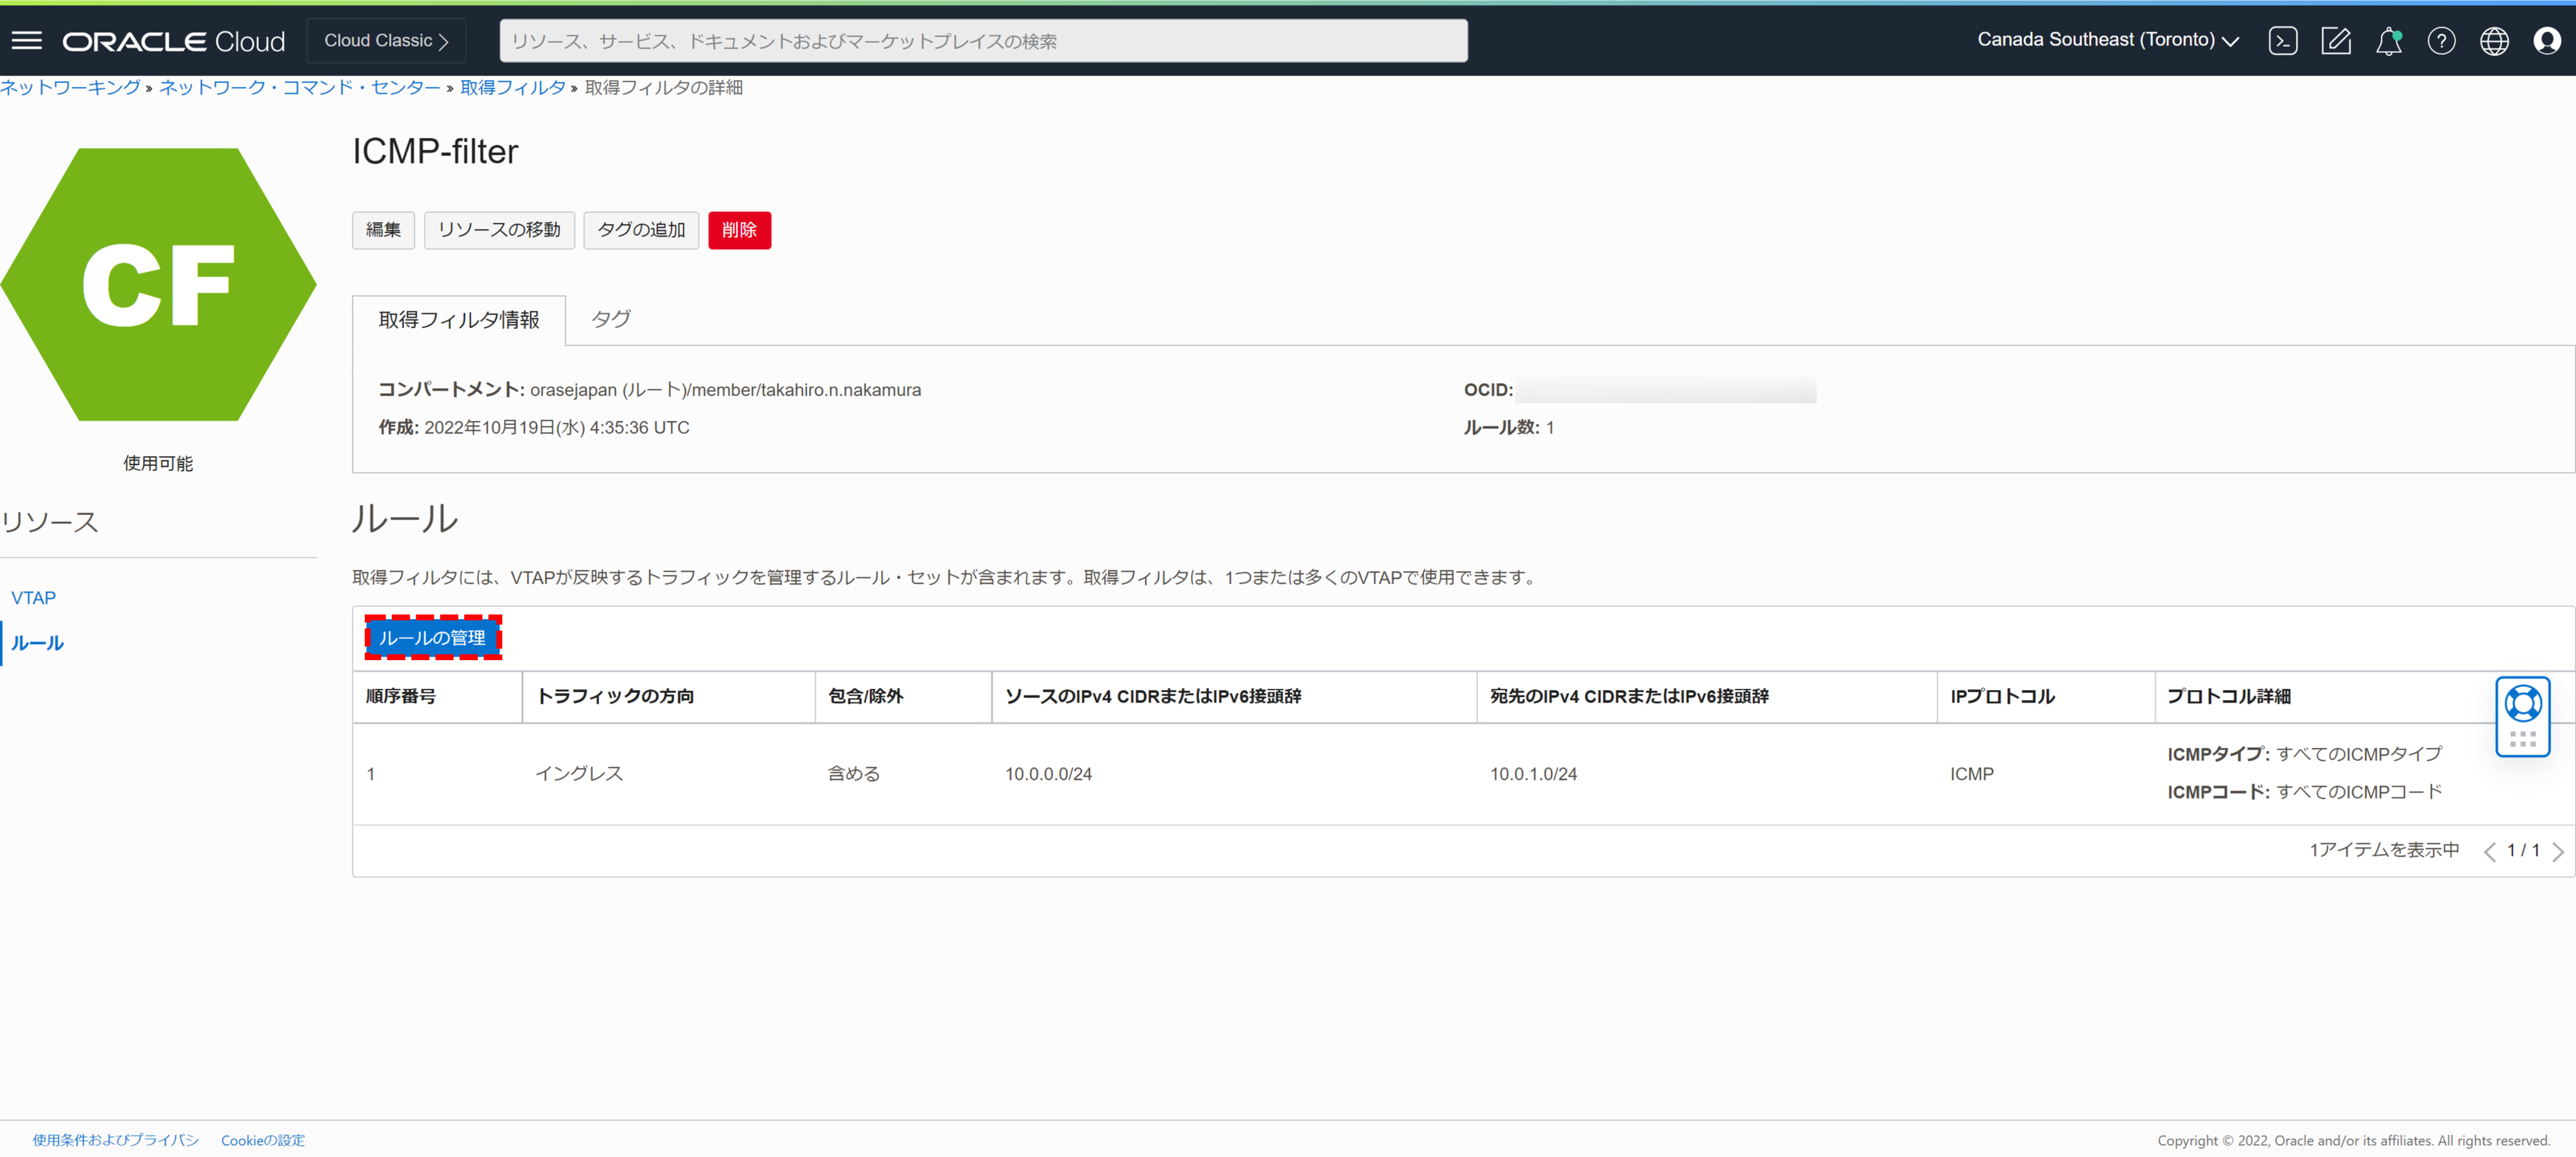 ORACLE Cloud
Cloud Classic
リソース、サービス、ドキュメントおよびマーケットプレイスの検索
Canada Southeast (Toronto)
ネットワーキング » ネットワーク・コマンド・センター » 取得フィルタ » 取得フィルタの詳細
CF
使用可能
ICMP-filter
編集 リソースの移動 タグの追加 削除
取得フィルタ情報 タグ
コンパートメント: orasejapan (ルート)/member/takahiro.n.nakamura
OCID:
作成: 2022年10月19日(水) 4:35:36 UTC
ルール数: 1
リソース
VTAP
ルール
ルール
取得フィルタには、VTAPが反映するトラフィックを管理するルール・セットが含まれます。取得フィルタは、1つまたは多くのVTAPで使用できます。
ルールの管理
順序番号 トラフィックの方向 包含/除外 ソースのIPv4 CIDRまたはIPv6接頭辞 宛先のIPv4 CIDRまたはIPv6接頭辞 IPプロトコル プロトコル詳細
1 イングレス 含める 10.0.0.0/24 10.0.1.0/24 ICMP ICMPタイプ: すべてのICMPタイプ
ICMPコード: すべてのICMPコード
1アイテムを表示中 1 / 1
使用条件およびプライバシ Cookieの設定
Copyright © 2022, Oracle and/or its affiliates. All rights reserved.